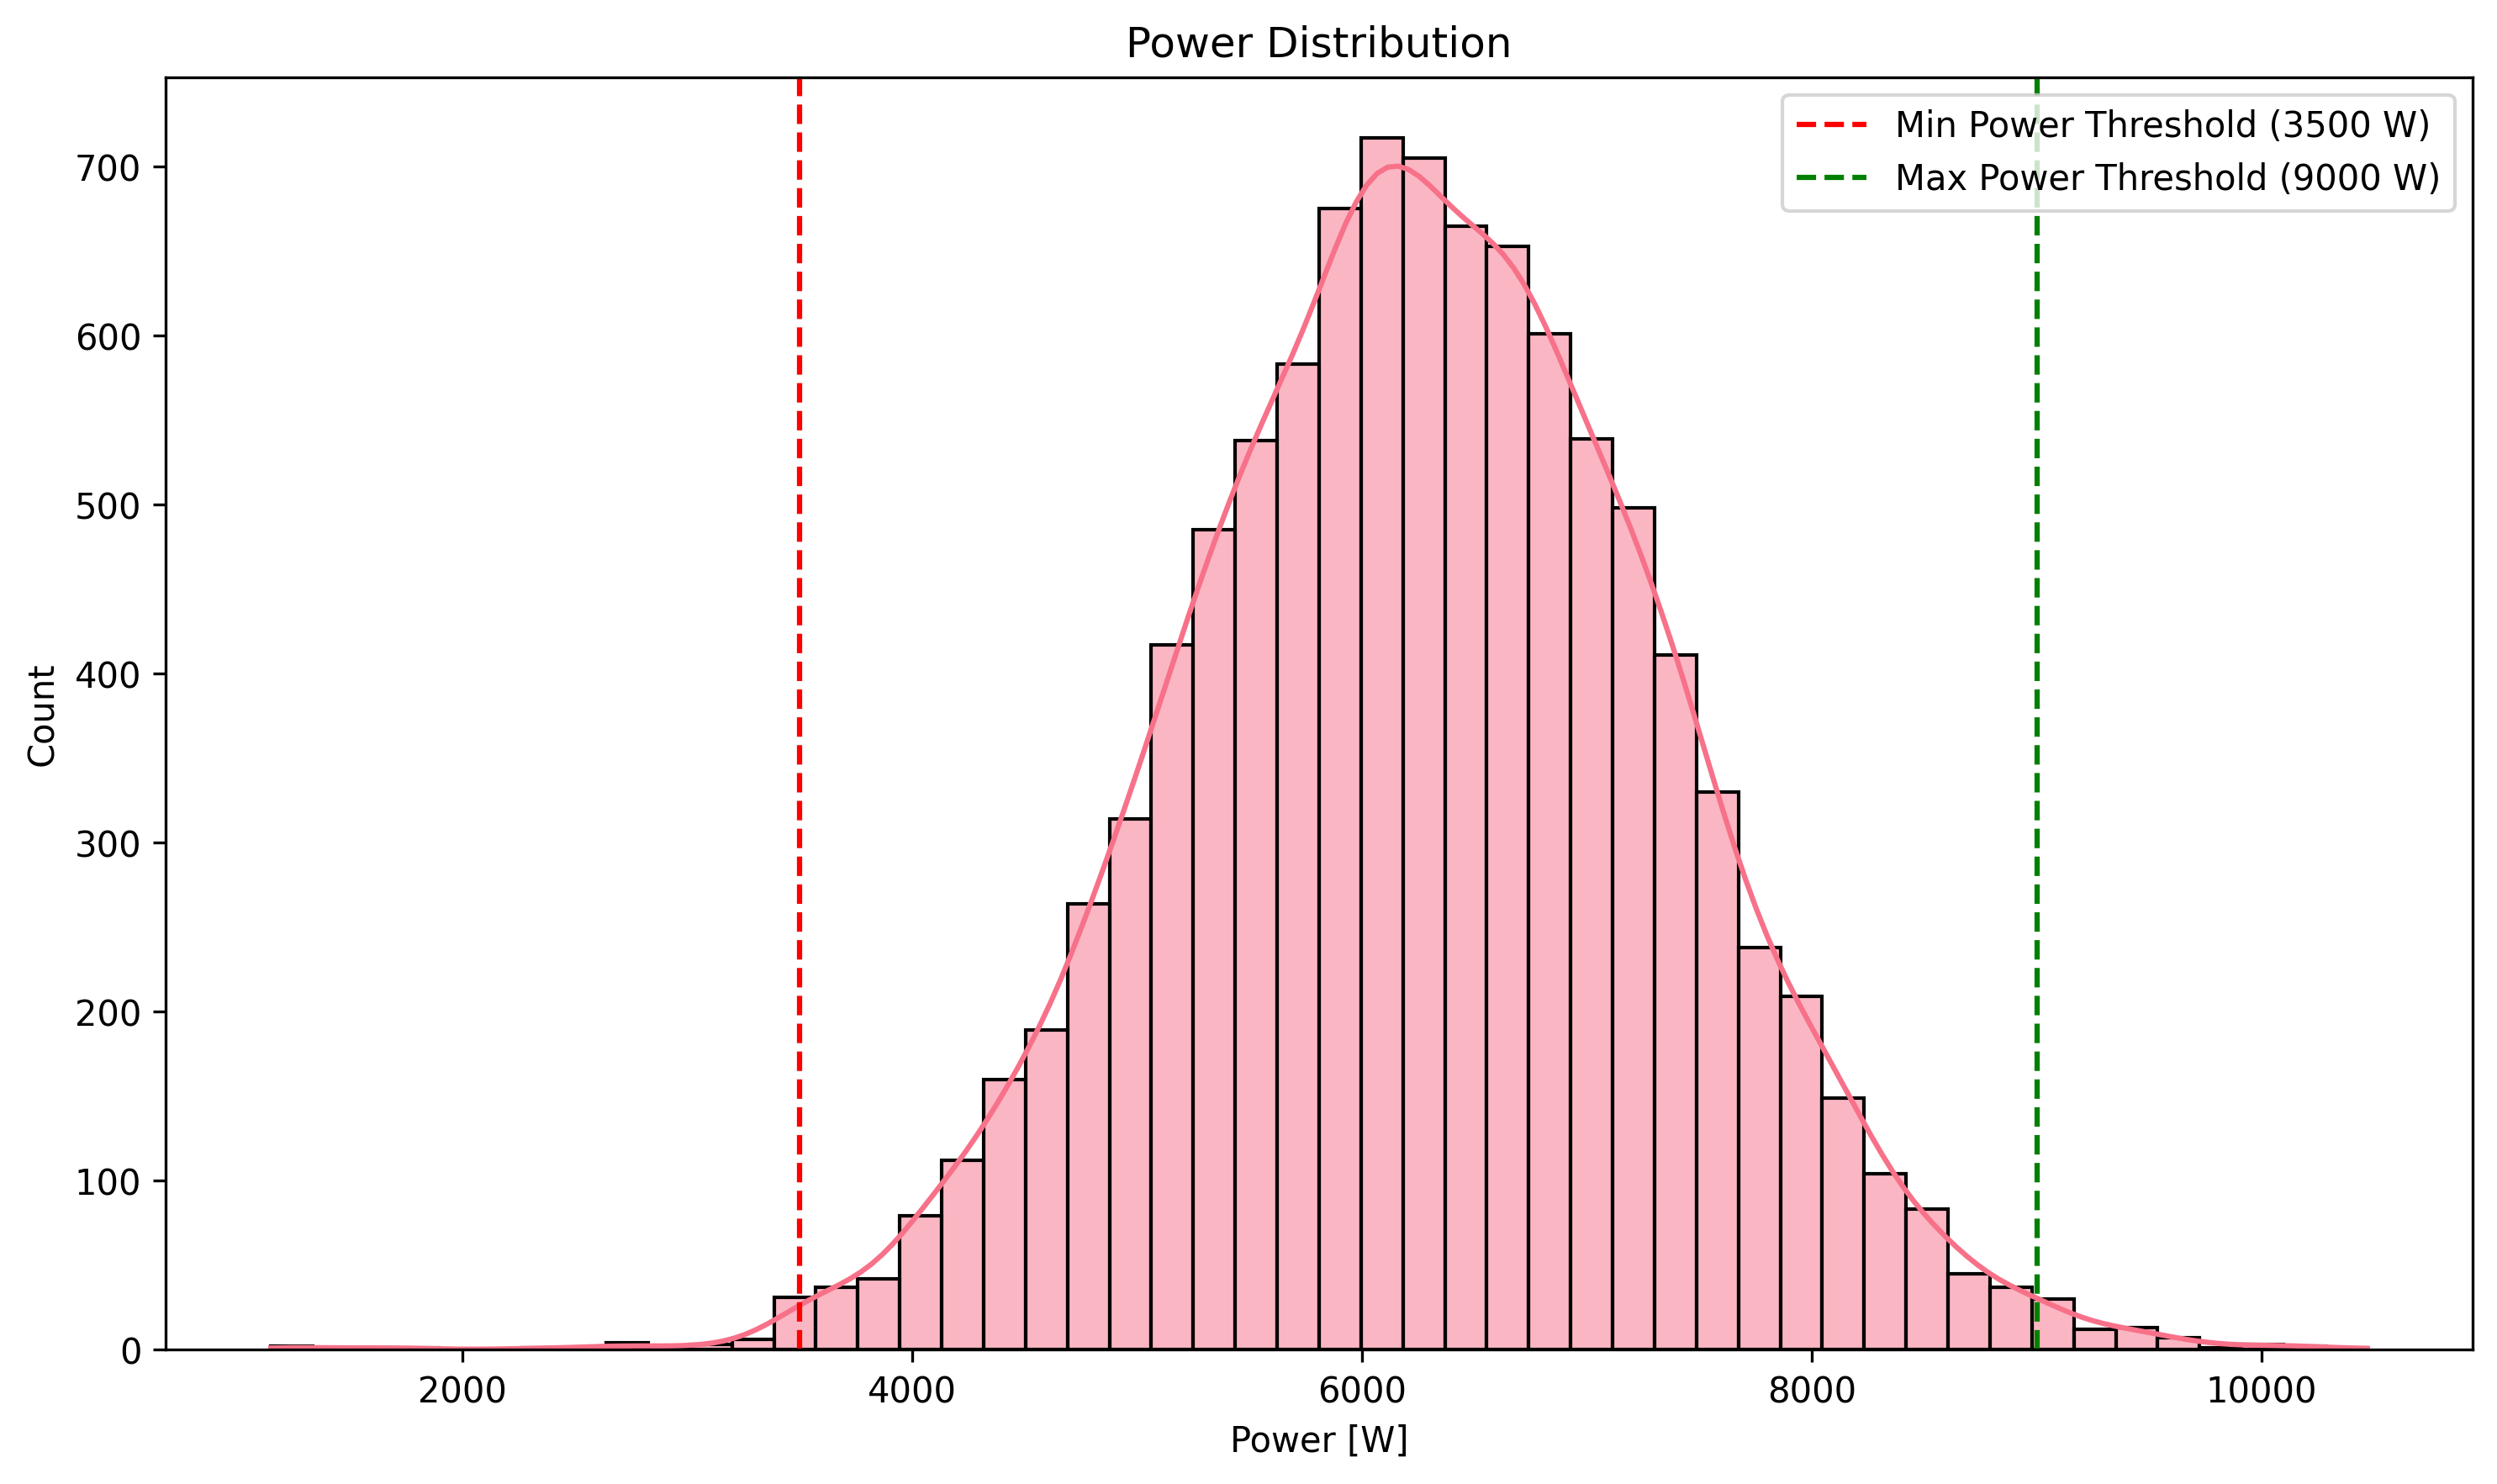 Power Distribution
Min Power Threshold (3500 W)
Max Power Threshold (9000 W)
700
600
500
400
300
200
100
0
Count
2000 4000 6000 8000 10000
Power [W]